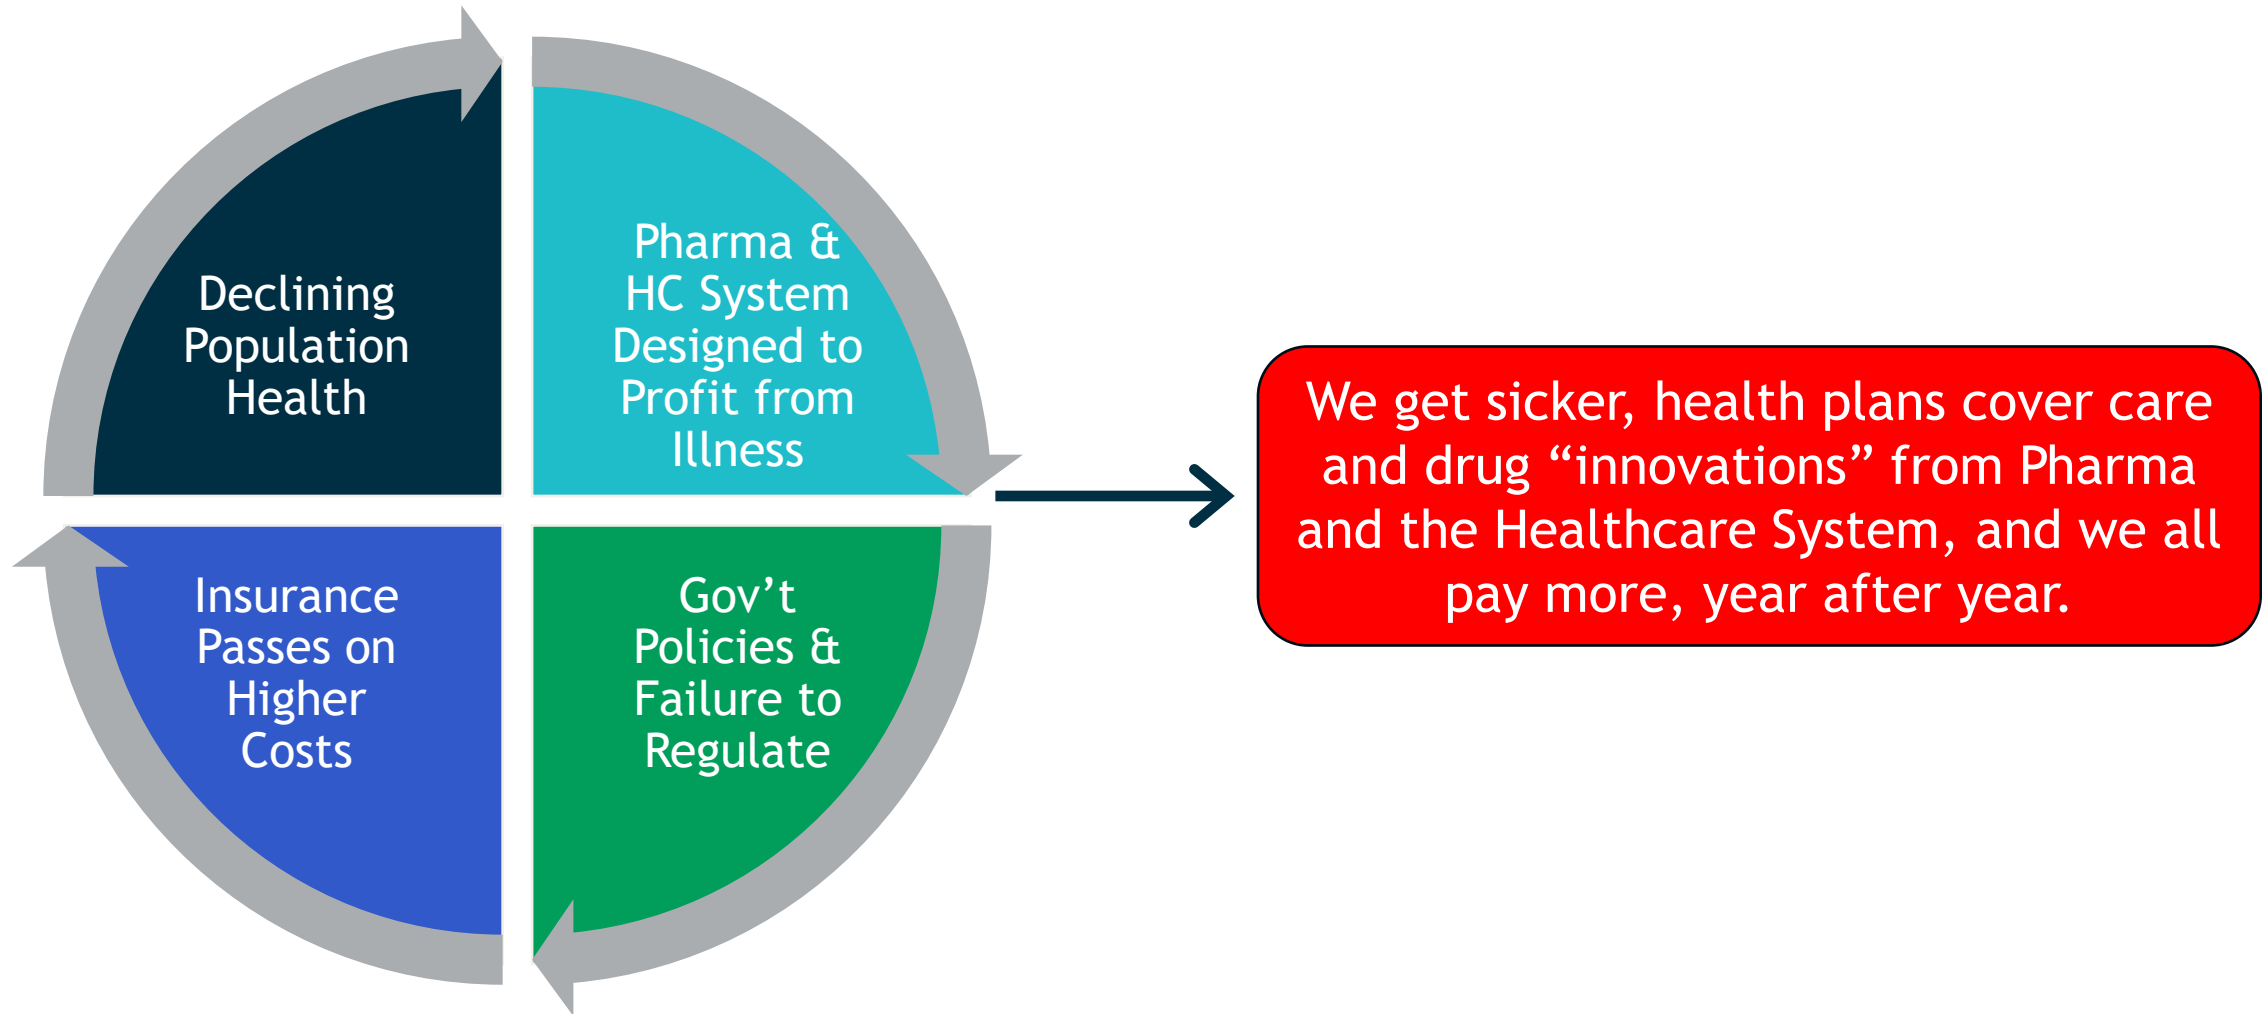 Declining
Population
Health
Pharma &
HC System
Designed to
Profit from
Illness
Insurance
Passes on
Higher
Costs
Gov’t
Policies &
Failure to
Regulate
We get sicker, health plans cover care
and drug “innovations” from Pharma
and the Healthcare System, and we all
pay more, year after year.